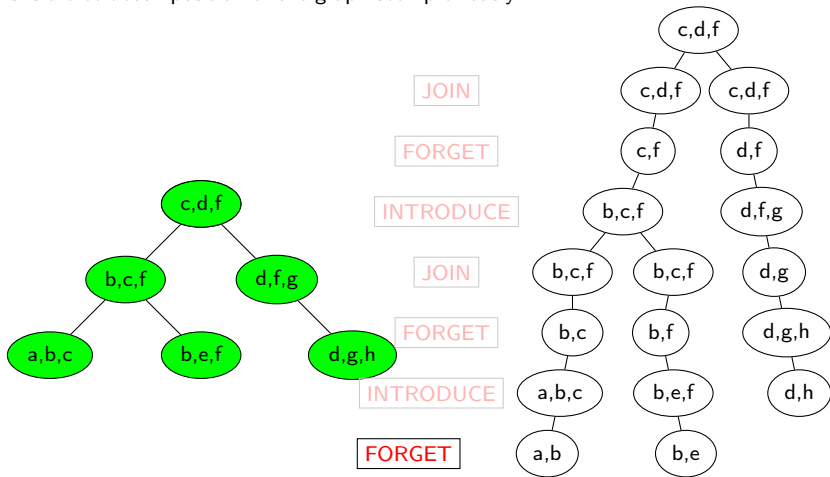 c,d,f
JOIN
c,d,f c,d,f
FORGET
c,f d,f
c,d,f
INTRODUCE
b,c,f d,f,g
b,c,f d,f,g
JOIN
b,c,f b,c,f d,g
FORGET
b,c b,f d,g,h
a,b,c b,e,f d,g,h
INTRODUCE
a,b,c b,e,f d,h
FORGET
a,b b,e